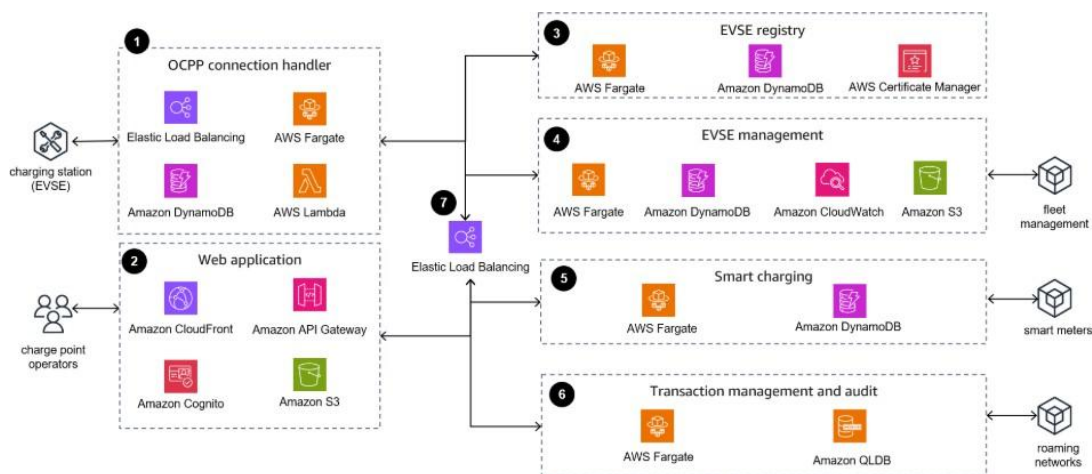 1
OCPP connection handler
Elastic Load Balancing
AWS Fargate
Amazon DynamoDB
AWS Lambda
charging station
(EVSE)
2
Web application
Amazon CloudFront
Amazon API Gateway
Amazon Cognito
Amazon S3
charge point
operators
7
Elastic Load Balancing
3
EVSE registry
AWS Fargate
Amazon DynamoDB
AWS Certificate Manager
4
EVSE management
AWS Fargate
Amazon DynamoDB
Amazon CloudWatch
Amazon S3
fleet
management
5
Smart charging
AWS Fargate
Amazon DynamoDB
smart meters
6
Transaction management and audit
AWS Fargate
Amazon QLDB
roaming
networks